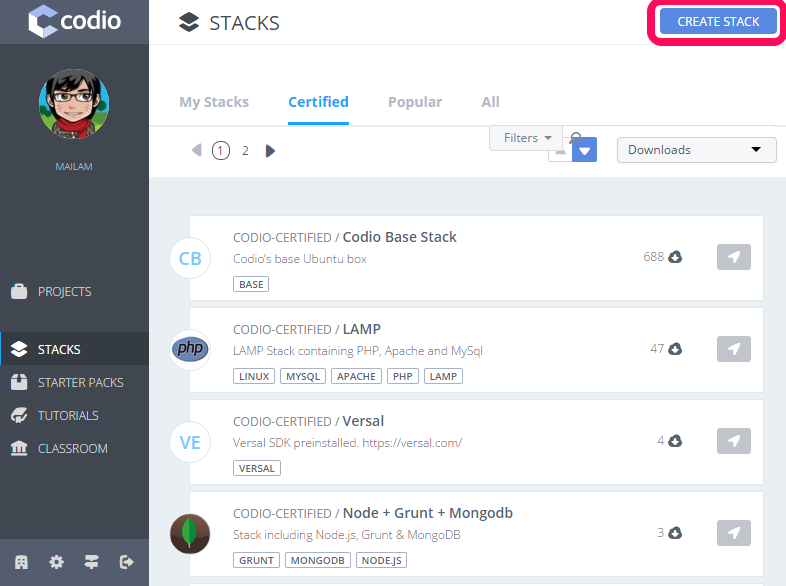 codio
STACKS
CREATE STACK
MAILAM
My Stacks
Certified
Popular
All
1
2
Filters
Downloads
PROJECTS
STACKS
STARTER PACKS
TUTORIALS
CLASSROOM
CB
CODIO-CERTIFIED / Codio Base Stack
688
Codio's base Ubuntu box
BASE
php
CODIO-CERTIFIED / LAMP
47
LAMP Stack containing PHP, Apache and MySql
LINUX MYSQL APACHE PHP LAMP
VE
CODIO-CERTIFIED / Versal
4
Versal SDK preinstalled. https://versal.com/
VERSAL
CODIO-CERTIFIED / Node + Grunt + Mongodb
3
Stack including Node.js, Grunt & MongoDB
GRUNT MONGODB NODE.JS